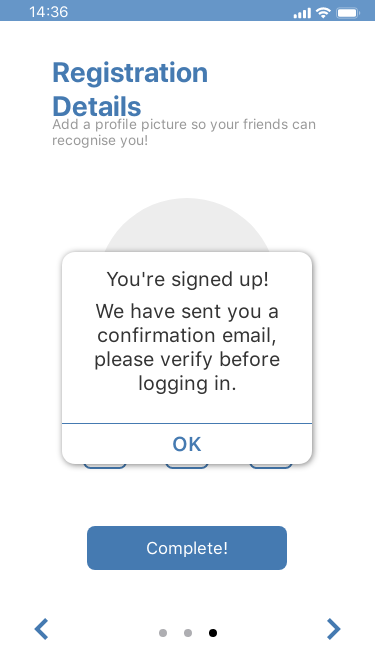 14:36
Registration
Details
Add a profile picture so your friends can
recognise you!
You're signed up!
We have sent you a
confirmation email,
please verify before
logging in.
OK
Complete!